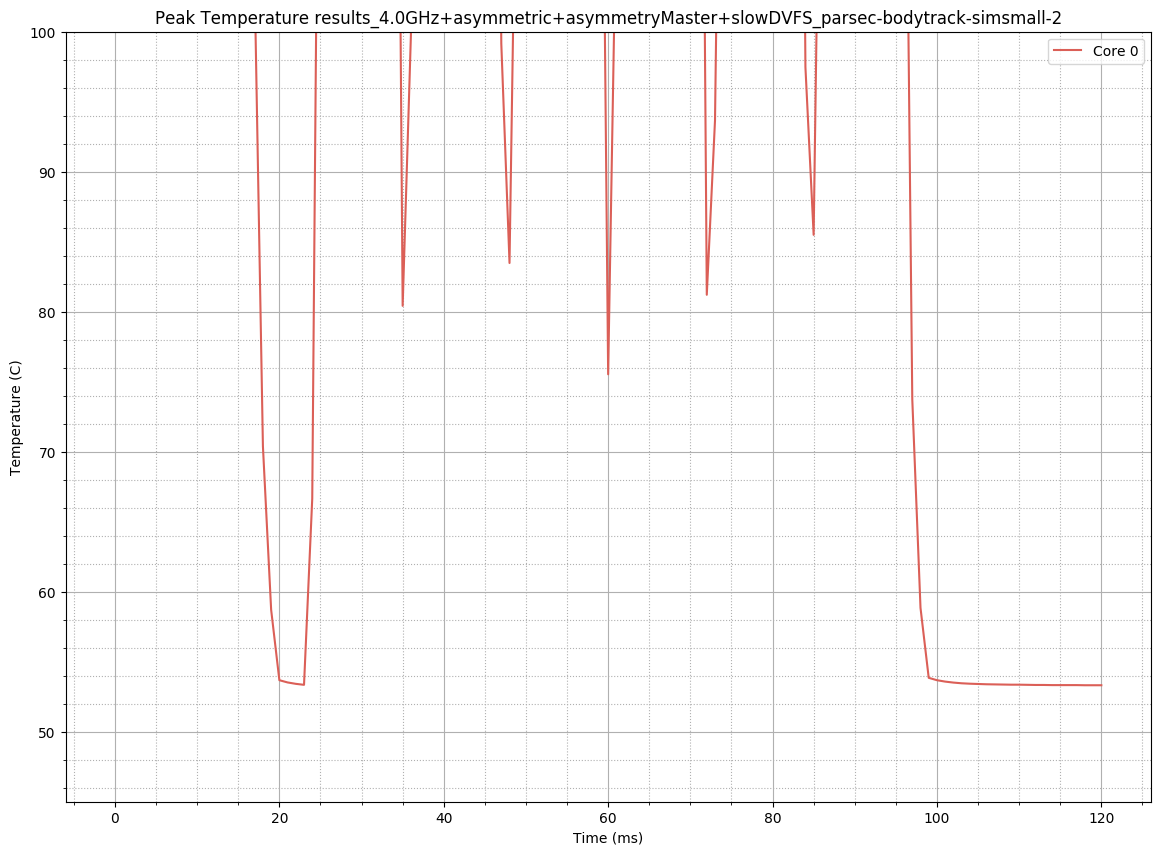 Peak Temperature results_4.0GHz+asymmetric+asymmetryMaster+slowDVFS_parsec-bodytrack-simsmall-2
Core 0
100
90
80
70
60
50
Temperature (C)
0 20 40 60 80 100 120
Time (ms)